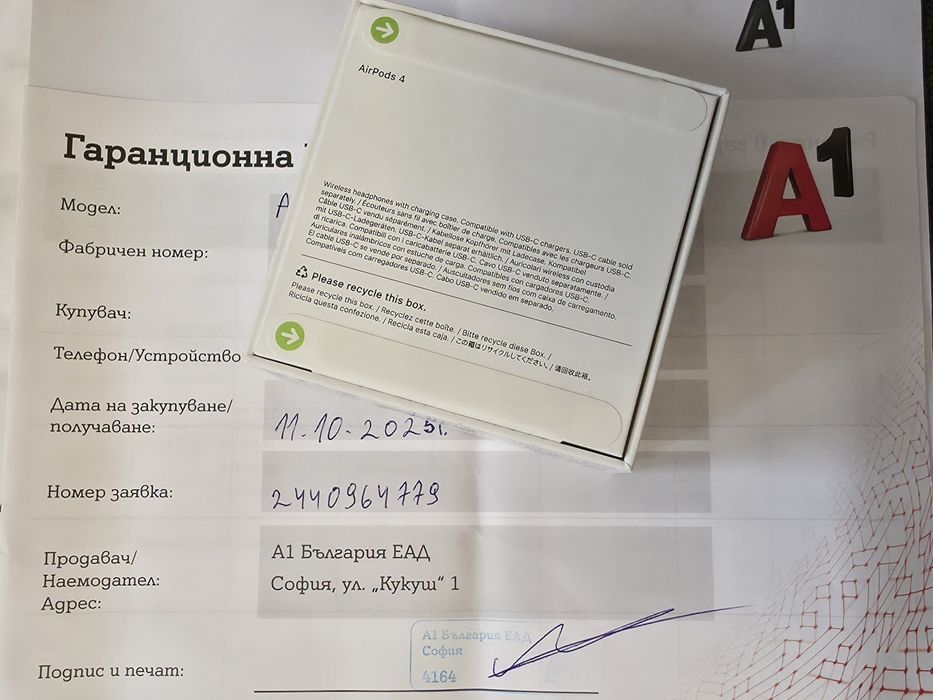 A1
A1
Гаранционна
Модел: A
Фабричен номер:
Купувач:
Телефон/Устройство
Дата на закупуване/
получаване: 11.10.2025г.
Номер заявка: 2440964779
Продавач/
Наемодател:
Адрес:
А1 България ЕАД
София, ул. „Кукуш“ 1
Подпис и печат:
А1 България ЕАД
София
4164
AirPods 4
Wireless headphones with charging case. Compatible with USB-C chargers. USB-C cable sold
separately. / Écouteurs sans fil avec boîtier de charge. Compatibles avec les chargeurs USB-C.
Câble USB-C vendu séparément. / Kabellose Kopfhörer mit Ladecase. Kompatibel
mit USB-C-Ladegeräten. USB-C-Kabel separat erhältlich. / Auricolari wireless con custodia
di ricarica. Compatibili con i caricabatterie USB-C. Cavo USB-C venduto separatamente. /
Auriculares inalámbricos con estuche de carga. Compatibles con cargadores USB-C.
El cable USB-C se vende por separado. / Auscultadores sem fios com caixa de carregamento.
Compatíveis com carregadores USB-C. Cabo USB-C vendido em separado.
Please recycle this box.
Please recycle this box. / Recyclez cette boîte. / Bitte recycle diese Box. /
Ricicla questa confezione. / Recicla esta caja. / この箱はリサイクルしてください。/ 请回收此箱。